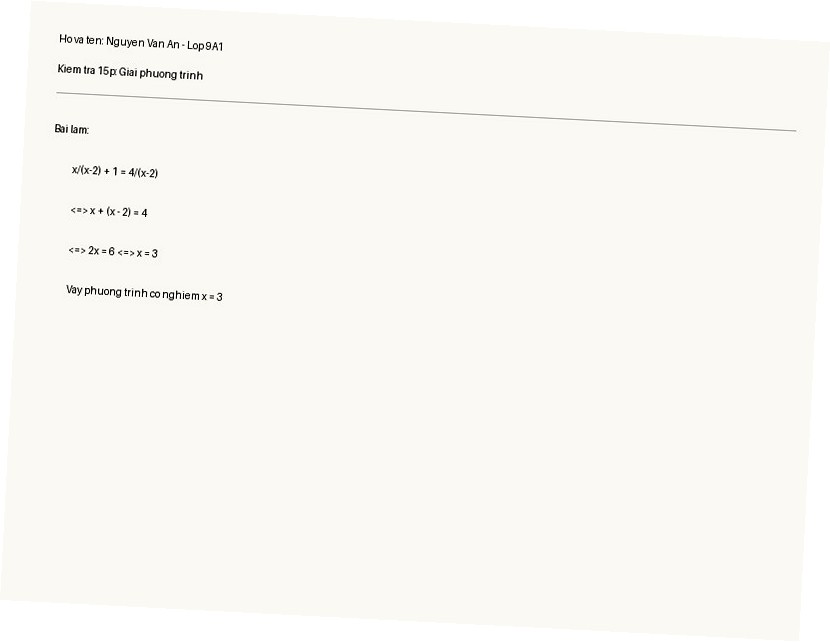 Ho va ten: Nguyen Van An - Lop 9A1
Kiem tra 15p: Giai phuong trinh
Bai lam:
x/(x-2) + 1 = 4/(x-2)
<=> x + (x - 2) = 4
<=> 2x = 6 <=> x = 3
Vay phuong trinh co nghiem x = 3